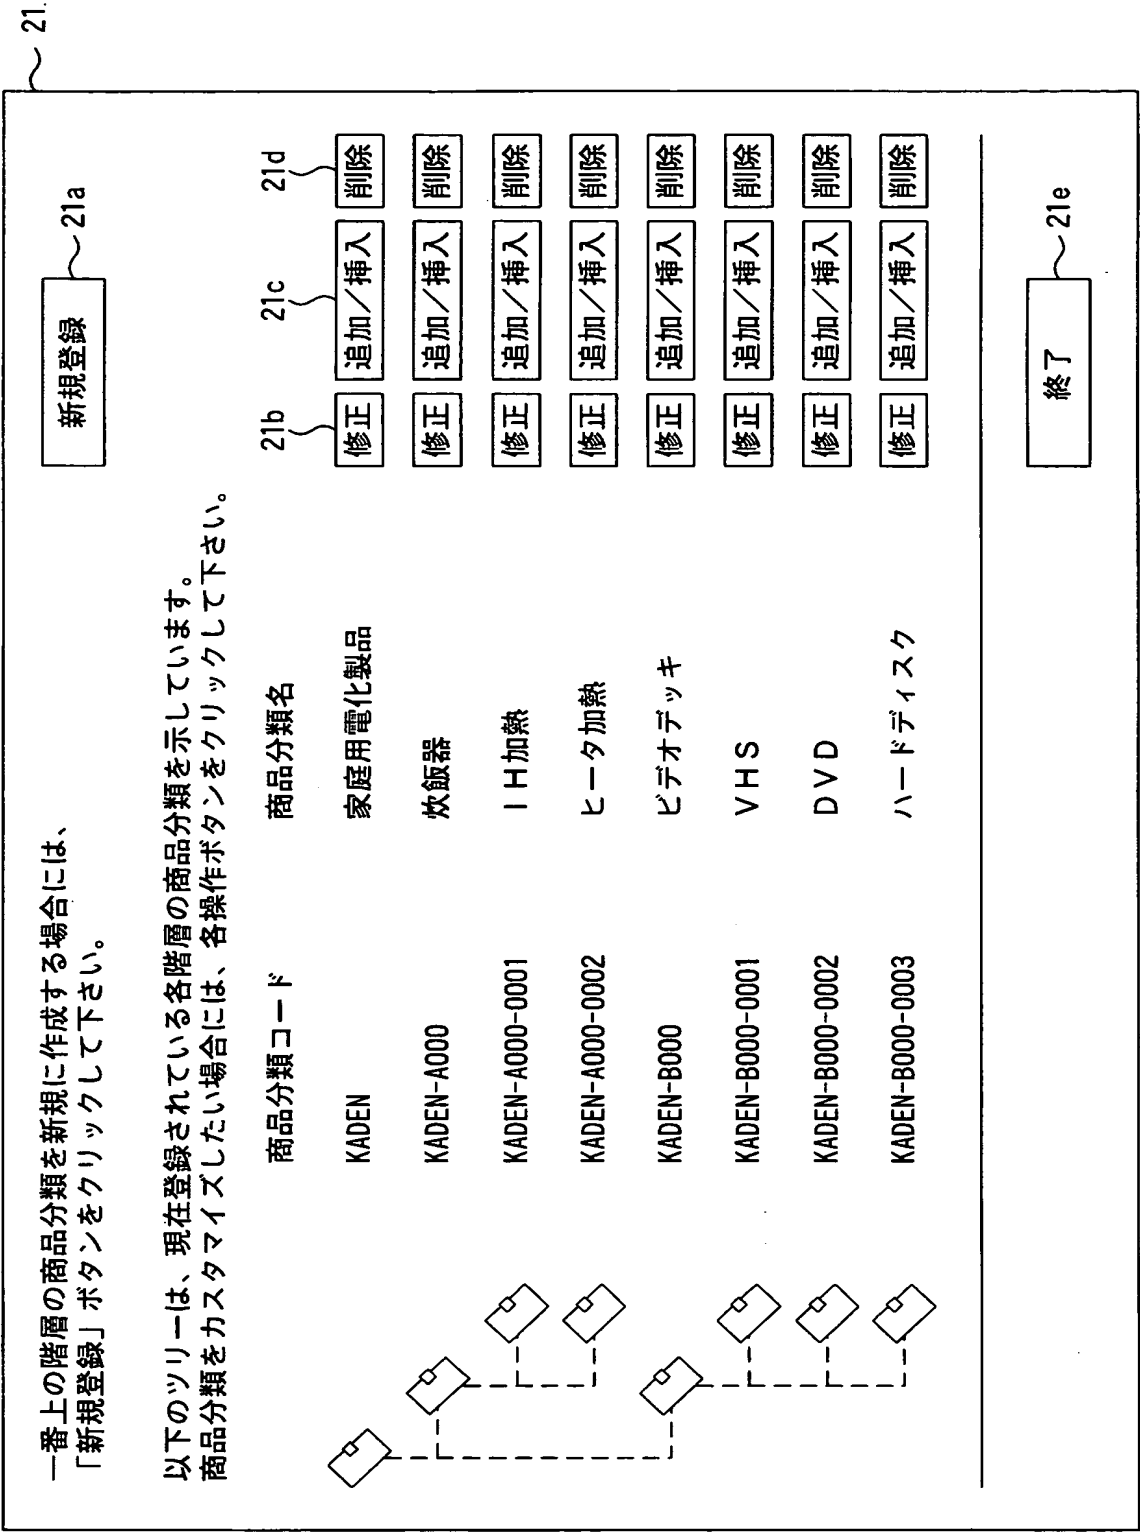 21
一番上の階層の商品分類を新規に作成する場合には、
「新規登録」ボタンをクリックして下さい。
新規登録
21a
以下のツリーは、現在登録されている各階層の商品分類を示しています。
商品分類をカスタマイズしたい場合には、各操作ボタンをクリックして下さい。
商品分類コード 商品分類名 21b 21c 21d
KADEN 家庭用電化製品 修正 追加／挿入 削除
KADEN-A000 炊飯器 修正 追加／挿入 削除
KADEN-A000-0001 IH加熱 修正 追加／挿入 削除
KADEN-A000-0002 ヒータ加熱 修正 追加／挿入 削除
KADEN-B000 ビデオデッキ 修正 追加／挿入 削除
KADEN-B000-0001 VHS 修正 追加／挿入 削除
KADEN-B000-0002 DVD 修正 追加／挿入 削除
KADEN-B000-0003 ハードディスク 修正 追加／挿入 削除
終了 21e